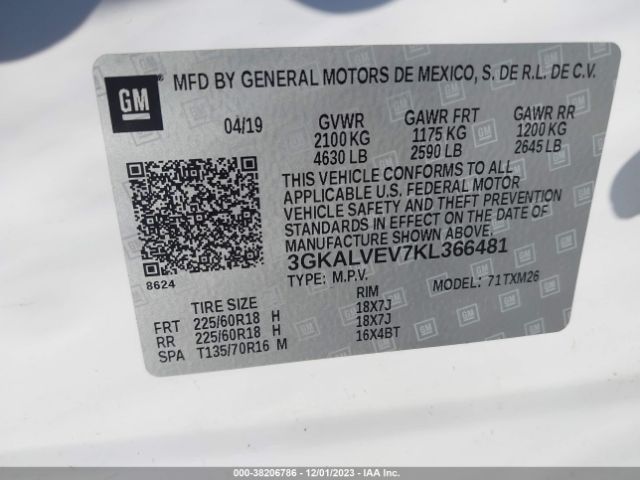 GM
MFD BY GENERAL MOTORS DE MEXICO, S. DE R.L. DE C.V.
04/19 GVWR GAWR FRT GAWR RR
2100 KG 1175 KG 1200 KG
4630 LB 2590 LB 2645 LB
THIS VEHICLE CONFORMS TO ALL
APPLICABLE U.S. FEDERAL MOTOR
VEHICLE SAFETY AND THEFT PREVENTION
STANDARDS IN EFFECT ON THE DATE OF
MANUFACTURE SHOWN ABOVE.
8624 3GKALVEV7KL366481
TYPE: M.P.V. MODEL: 71TXM26
TIRE SIZE RIM
FRT 225/60R18 H 18X7J
RR 225/60R18 H 18X7J
SPA T135/70R16 M 16X4BT
000-38206786 - 12/01/2023 - IAA Inc.